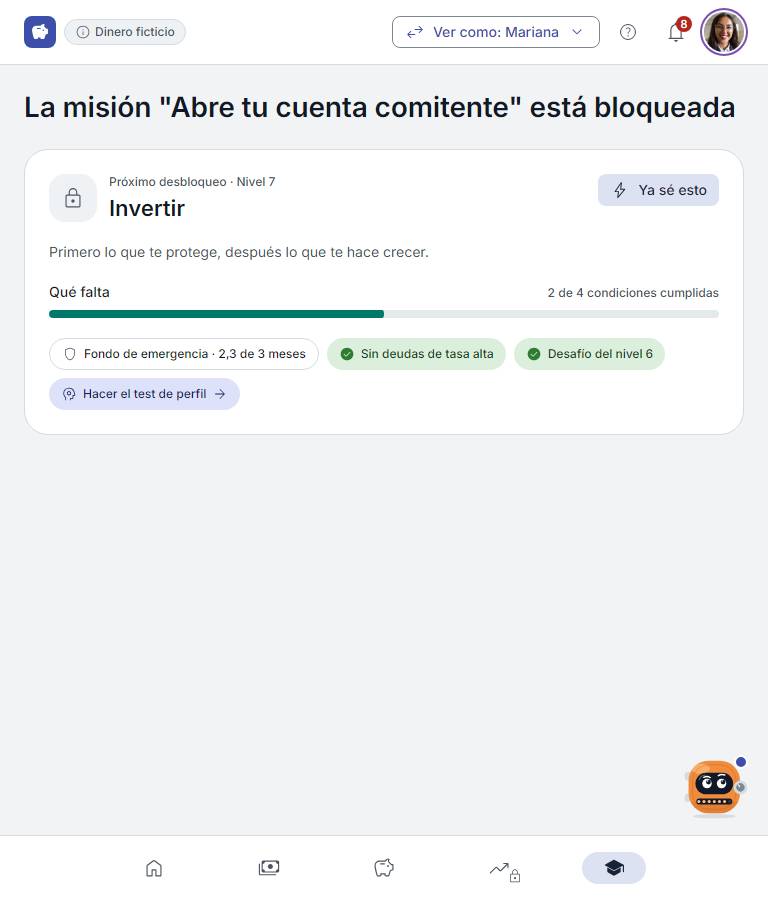 Dinero ficticio
Ver como: Mariana
8
La misión "Abre tu cuenta comitente" está bloqueada
Próximo desbloqueo · Nivel 7
Invertir
Ya sé esto
Primero lo que te protege, después lo que te hace crecer.
Qué falta
2 de 4 condiciones cumplidas
Fondo de emergencia · 2,3 de 3 meses
Sin deudas de tasa alta
Desafío del nivel 6
Hacer el test de perfil